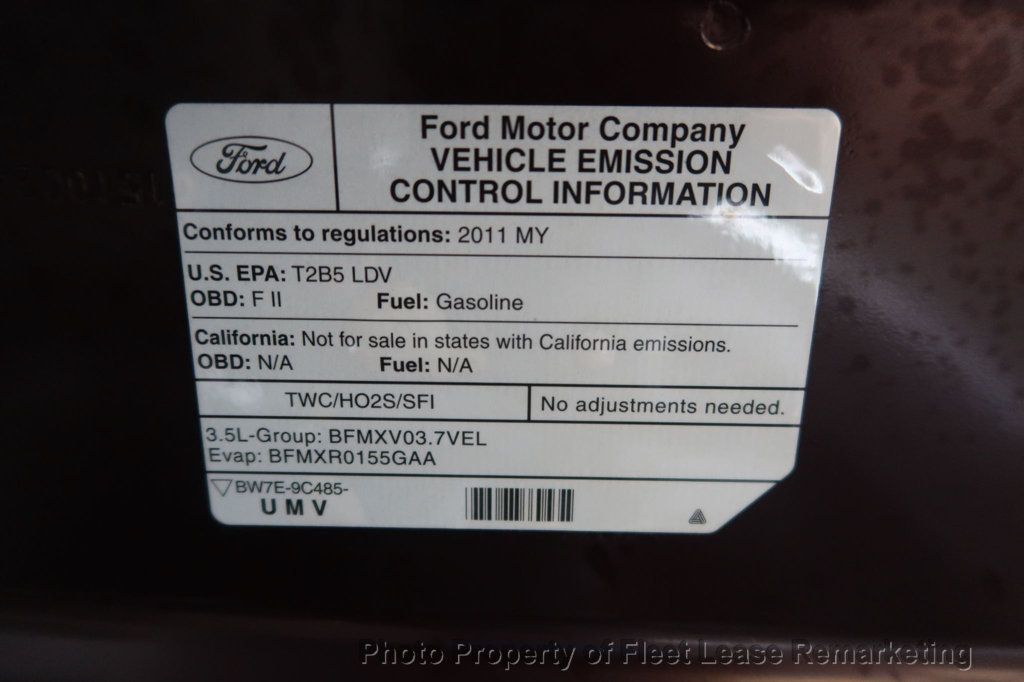 Ford
Ford Motor Company
VEHICLE EMISSION
CONTROL INFORMATION
Conforms to regulations: 2011 MY
U.S. EPA: T2B5 LDV
OBD: F II Fuel: Gasoline
California: Not for sale in states with California emissions.
OBD: N/A Fuel: N/A
TWC/HO2S/SFI No adjustments needed.
3.5L-Group: BFMXV03.7VEL
Evap: BFMXR0155GAA
BW7E-9C485-
UMV
Photo Property of Fleet Lease Remarketing